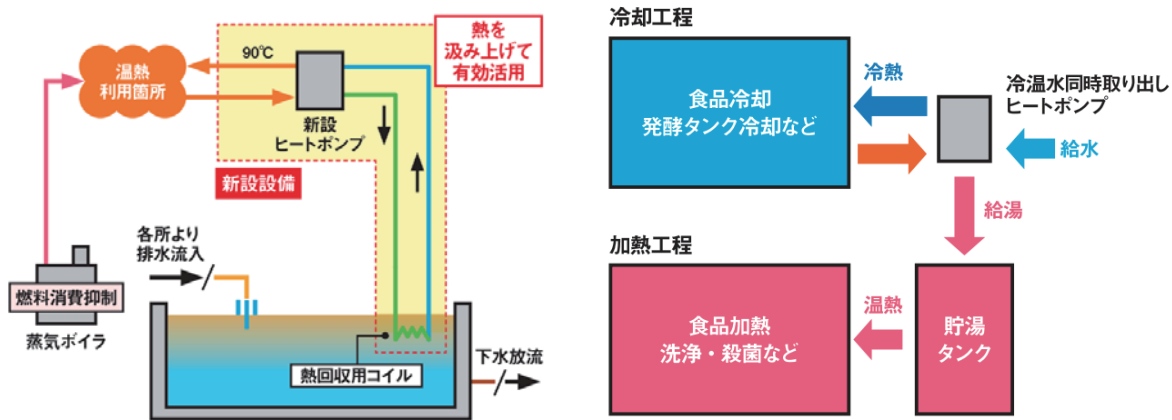 熱を
汲み上げて
有効活用
90℃
温熱
利用箇所
新設
ヒートポンプ
新設設備
各所より
排水流入
燃料消費抑制
蒸気ボイラ
熱回収用コイル
下水放流
冷却工程
食品冷却
発酵タンク冷却など
冷熱
冷温水同時取り出し
ヒートポンプ
給水
給湯
加熱工程
食品加熱
洗浄・殺菌など
温熱
貯湯
タンク